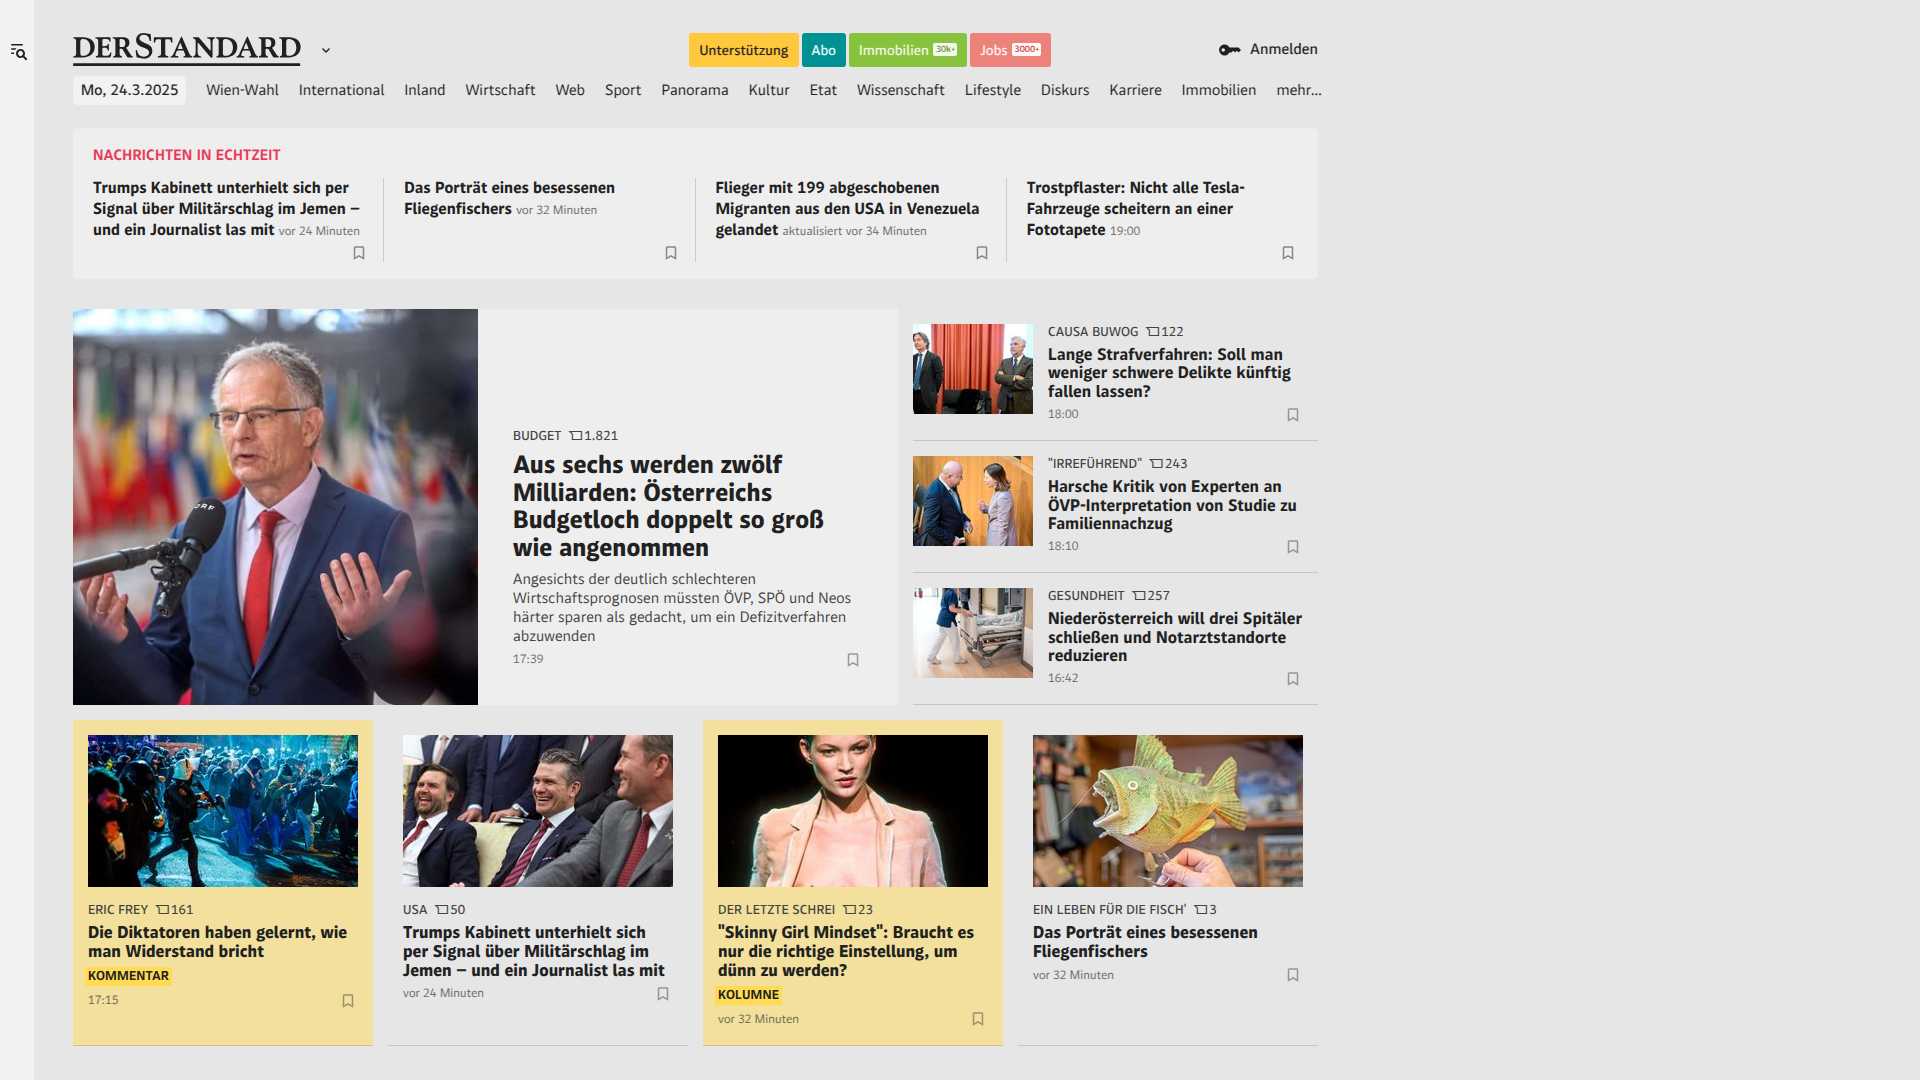 DERSTANDARD
Unterstützung
Abo
Immobilien 30k+
Jobs 3000+
Anmelden
Mo, 24.3.2025
Wien-Wahl
International
Inland
Wirtschaft
Web
Sport
Panorama
Kultur
Etat
Wissenschaft
Lifestyle
Diskurs
Karriere
Immobilien
mehr...
NACHRICHTEN IN ECHTZEIT
Trumps Kabinett unterhielt sich per
Signal über Militärschlag im Jemen –
und ein Journalist las mit vor 24 Minuten
Das Porträt eines besessenen
Fliegenfischers vor 32 Minuten
Flieger mit 199 abgeschobenen
Migranten aus den USA in Venezuela
gelandet aktualisiert vor 34 Minuten
Trostpflaster: Nicht alle Tesla-
Fahrzeuge scheitern an einer
Fototapete 19:00
ORF
BUDGET 1.821
Aus sechs werden zwölf
Milliarden: Österreichs
Budgetloch doppelt so groß
wie angenommen
Angesichts der deutlich schlechteren
Wirtschaftsprognosen müssten ÖVP, SPÖ und Neos
härter sparen als gedacht, um ein Defizitverfahren
abzuwenden
17:39
CAUSA BUWOG 122
Lange Strafverfahren: Soll man
weniger schwere Delikte künftig
fallen lassen?
18:00
"IRREFÜHREND" 243
Harsche Kritik von Experten an
ÖVP-Interpretation von Studie zu
Familiennachzug
18:10
GESUNDHEIT 257
Niederösterreich will drei Spitäler
schließen und Notarztstandorte
reduzieren
16:42
ERIC FREY 161
Die Diktatoren haben gelernt, wie
man Widerstand bricht
KOMMENTAR
17:15
USA 50
Trumps Kabinett unterhielt sich
per Signal über Militärschlag im
Jemen – und ein Journalist las mit
vor 24 Minuten
DER LETZTE SCHREI 23
"Skinny Girl Mindset": Braucht es
nur die richtige Einstellung, um
dünn zu werden?
KOLUMNE
vor 32 Minuten
EIN LEBEN FÜR DIE FISCH' 3
Das Porträt eines besessenen
Fliegenfischers
vor 32 Minuten